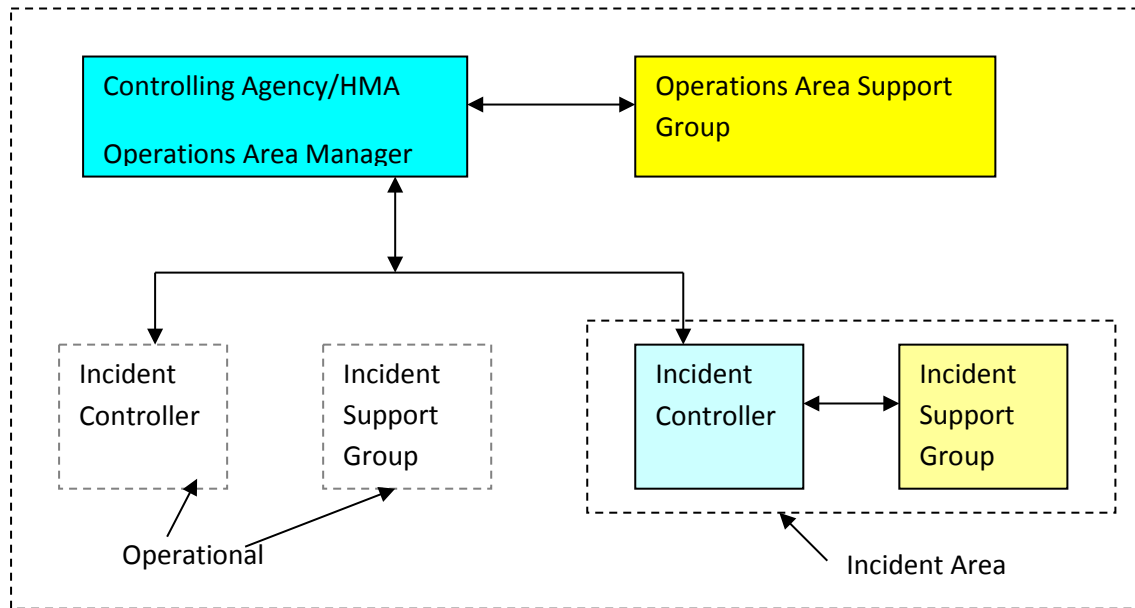 Controlling Agency/HMA
Operations Area Manager
Operations Area Support
Group
Incident
Controller
Incident
Support
Group
Incident
Controller
Incident
Support
Group
Operational
Incident Area